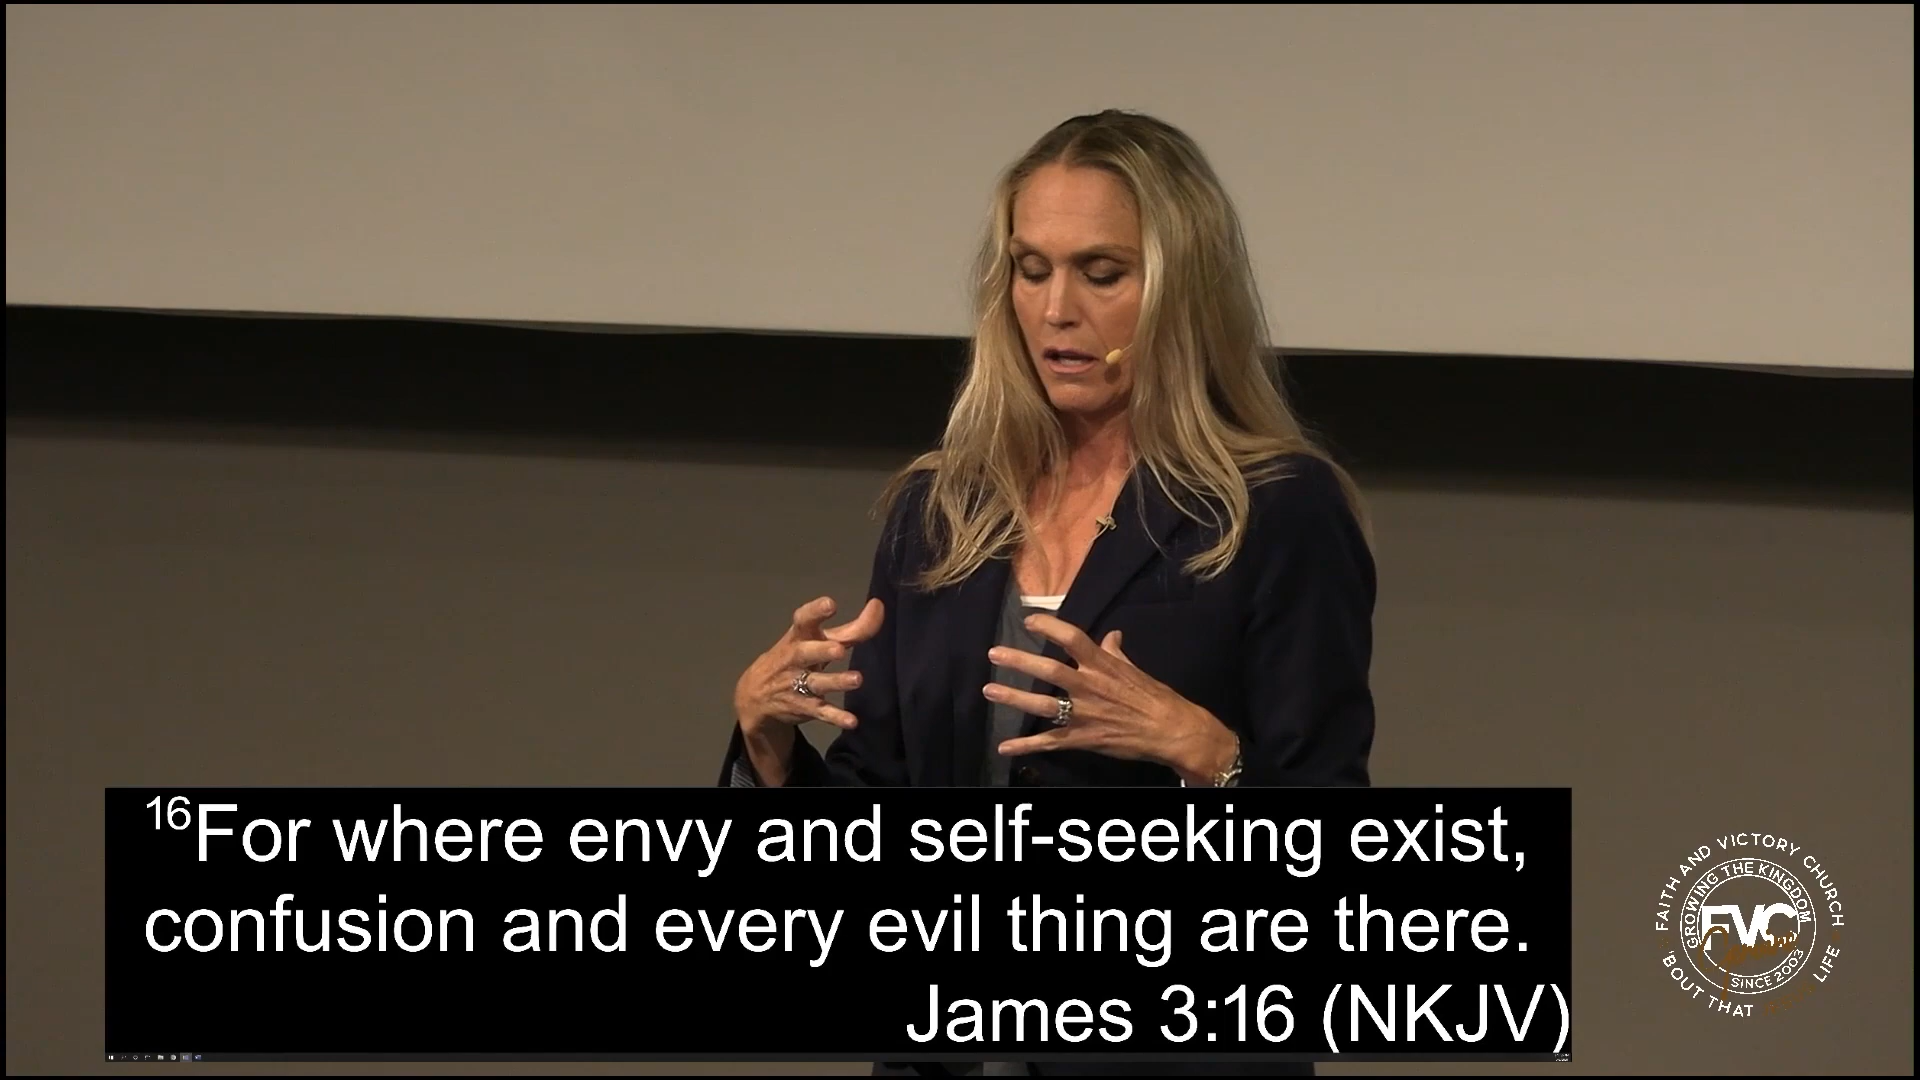 16For where envy and self-seeking exist,
confusion and every evil thing are there.
James 3:16 (NKJV)
FAITH AND VICTORY CHURCH
GROWING THE KINGDOM
FVC
SINCE 2003
'BOUT THAT LIFE